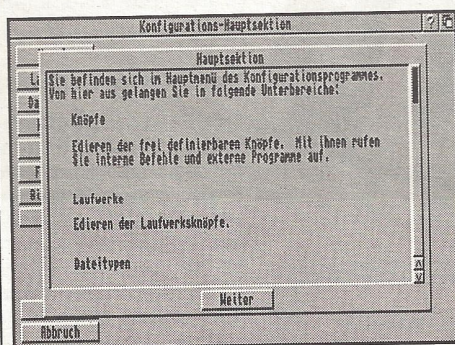 Konfigurations-Hauptsektion
?
Hauptsektion
Sie befinden sich im Hauptmenü des Konfigurationsprogrammes.
Von hier aus gelangen Sie in folgende Unterbereiche:
Knöpfe
Edieren der frei definierbaren Knöpfe. Mit ihnen rufen
Sie interne Befehle und externe Programme auf.
Laufwerke
Edieren der Laufwerksknöpfe.
Dateitypen
Weiter
Abbruch